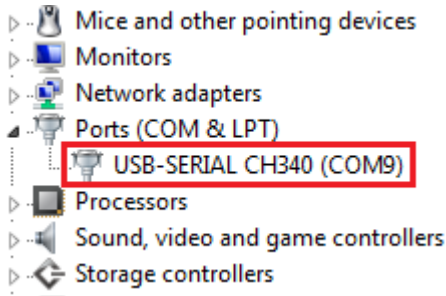 Mice and other pointing devices
Monitors
Network adapters
Ports (COM & LPT)
USB-SERIAL CH340 (COM9)
Processors
Sound, video and game controllers
Storage controllers